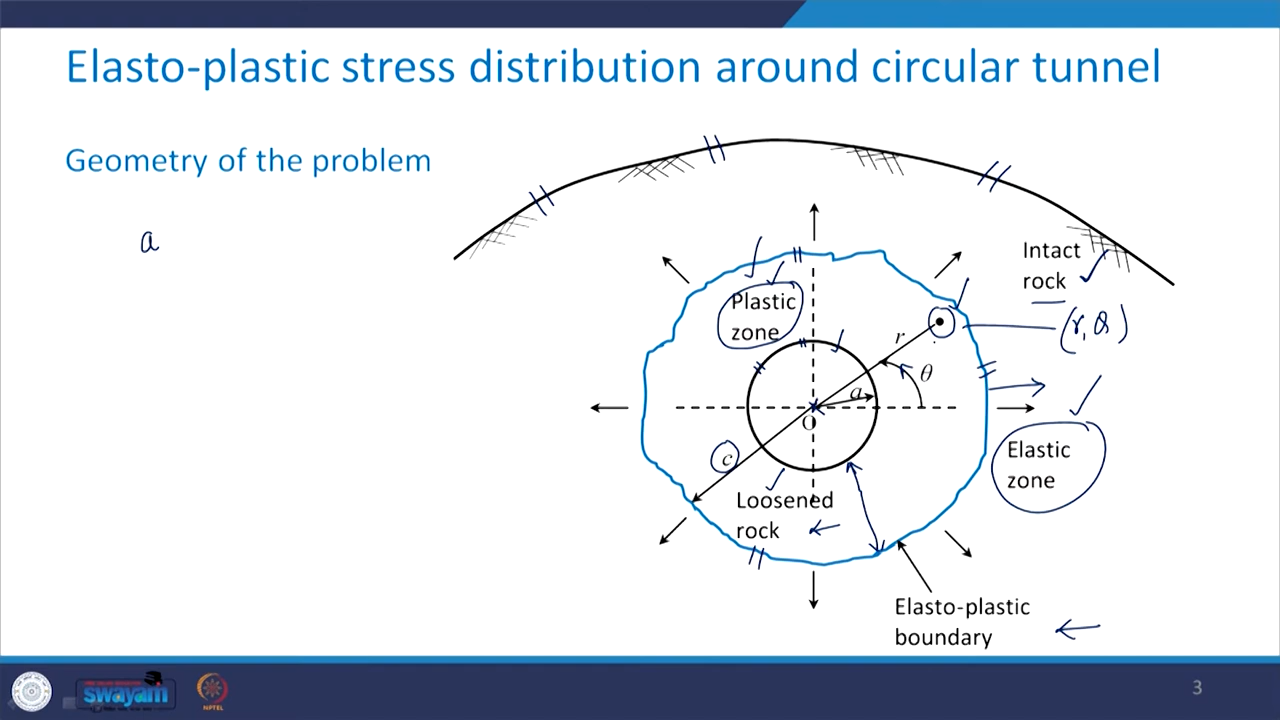 Elasto-plastic stress distribution around circular tunnel
Geometry of the problem
a
Intact
rock
(r, θ)
Plastic
zone
r
θ
a
O
c
Elastic
zone
Loosened
rock
Elasto-plastic
boundary
swayam
NPTEL
3